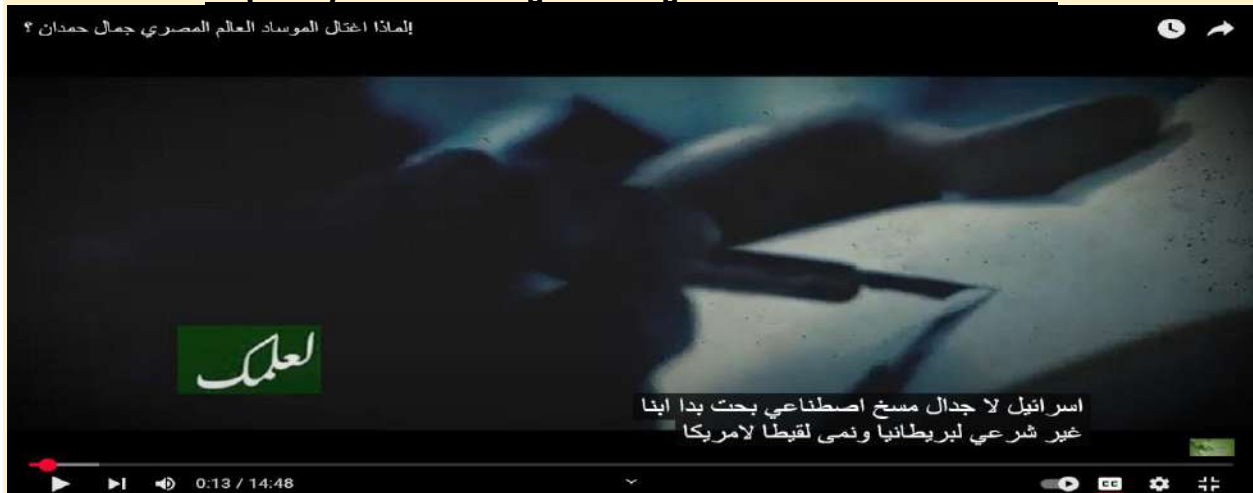 لماذا اغتال الموساد العالم المصري جمال حمدان ؟!
لعلمك
اسرائيل لا جدال مسخ اصطناعي بحت بدا ابنا
غير شرعي لبريطانيا ونمى لقيطا لامريكا
0:13 / 14:48
CC